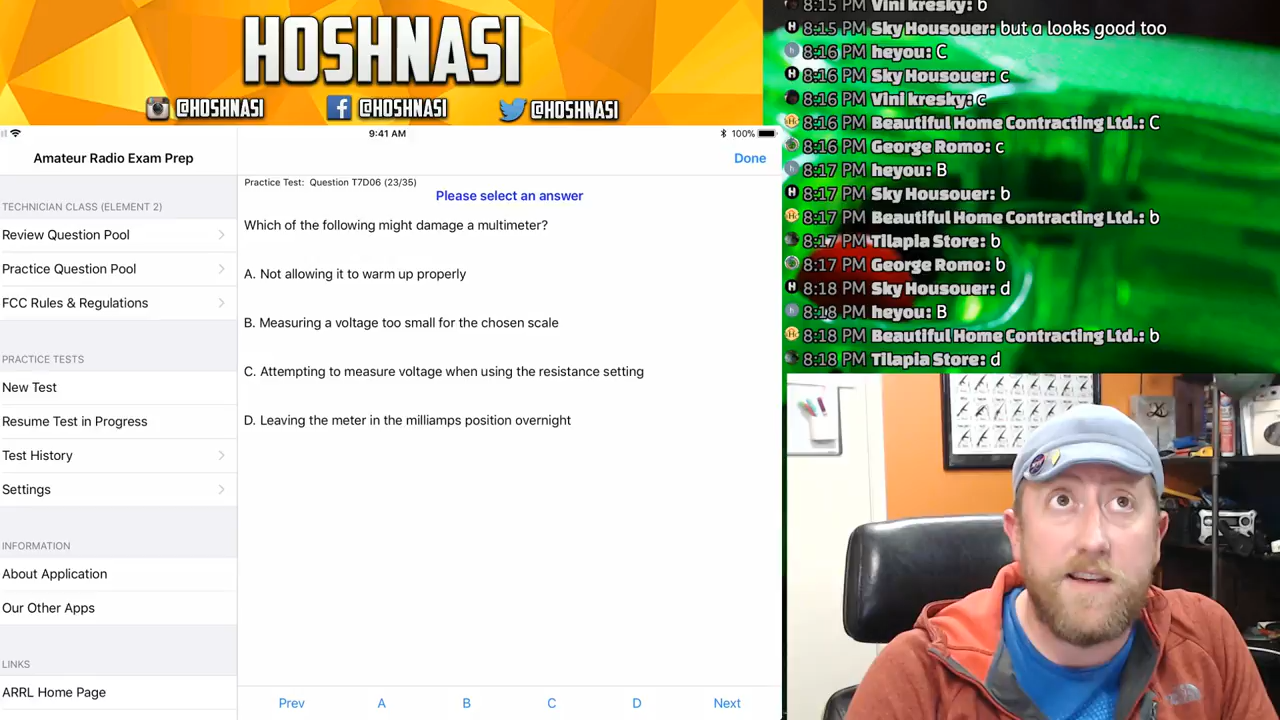 HOSHNASI
@HOSHNASI
@HOSHNASI
@HOSHNASI
9:41 AM
100%
Amateur Radio Exam Prep
Done
TECHNICIAN CLASS (ELEMENT 2)
Review Question Pool
Practice Question Pool
FCC Rules & Regulations
PRACTICE TESTS
New Test
Resume Test in Progress
Test History
Settings
INFORMATION
About Application
Our Other Apps
LINKS
ARRL Home Page
Practice Test: Question T7D06 (23/35)
Please select an answer
Which of the following might damage a multimeter?
A. Not allowing it to warm up properly
B. Measuring a voltage too small for the chosen scale
C. Attempting to measure voltage when using the resistance setting
D. Leaving the meter in the milliamps position overnight
Prev
A
B
C
D
Next
8:15 PM Vini kresky: b
8:15 PM Sky Housouer: but a looks good too
8:16 PM heyou: C
8:16 PM Sky Housouer: c
8:16 PM Vini kresky: c
8:16 PM Beautiful Home Contracting Ltd.: C
8:16 PM George Romo: c
8:17 PM heyou: B
8:17 PM Sky Housouer: b
8:17 PM Beautiful Home Contracting Ltd.: b
8:17 PM Tilapia Store: b
8:17 PM George Romo: b
8:18 PM Sky Housouer: d
8:18 PM heyou: B
8:18 PM Beautiful Home Contracting Ltd.: b
8:18 PM Tilapia Store: d